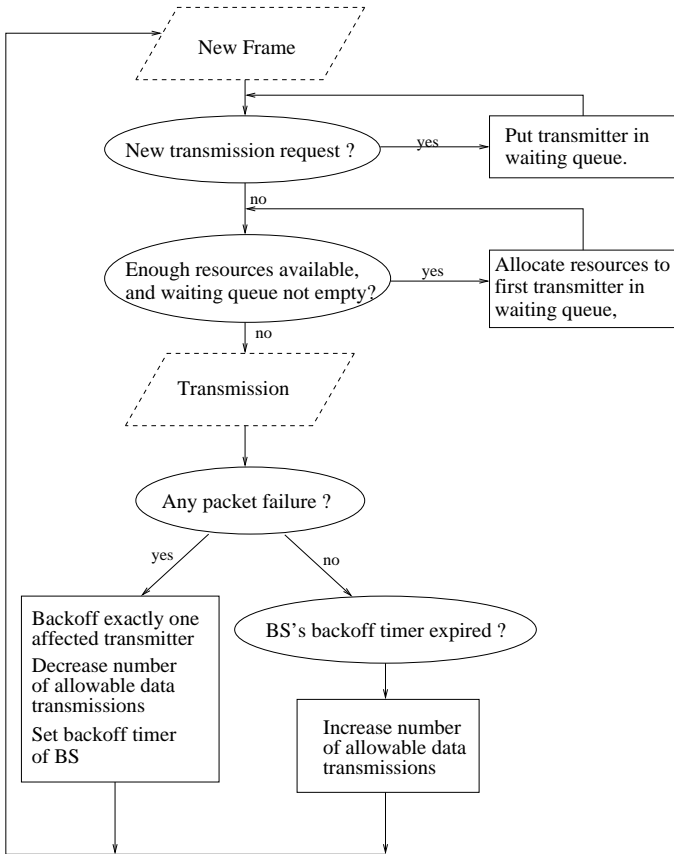 New Frame
New transmission request ?
yes
Put transmitter in
waiting queue.
no
Enough resources available,
and waiting queue not empty?
yes
Allocate resources to
first transmitter in
waiting queue,
no
Transmission
Any packet failure ?
yes
no
Backoff exactly one
affected transmitter
Decrease number
of allowable data
transmissions
Set backoff timer
of BS
BS's backoff timer expired ?
Increase number
of allowable data
transmissions